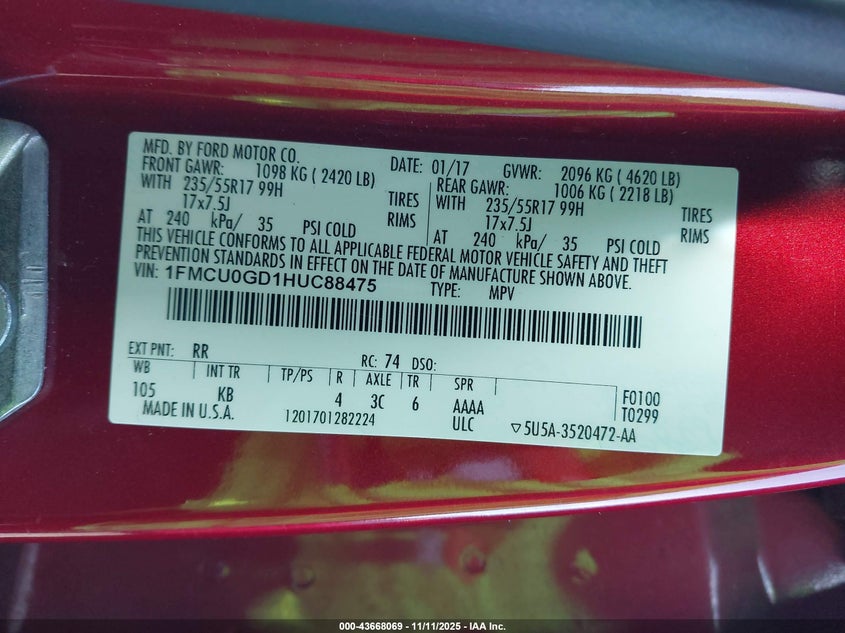 MFD. BY FORD MOTOR CO. DATE: 01/17 GVWR: 2096 KG ( 4620 LB)
FRONT GAWR: 1098 KG ( 2420 LB) REAR GAWR: 1006 KG ( 2218 LB)
WITH 235/55R17 99H TIRES WITH 235/55R17 99H TIRES
17x7.5J RIMS 17x7.5J RIMS
AT 240 kPa/ 35 PSI COLD AT 240 kPa/ 35 PSI COLD
THIS VEHICLE CONFORMS TO ALL APPLICABLE FEDERAL MOTOR VEHICLE SAFETY AND THEFT
PREVENTION STANDARDS IN EFFECT ON THE DATE OF MANUFACTURE SHOWN ABOVE.
VIN: 1FMCU0GD1HUC88475 TYPE: MPV
EXT PNT: RR RC: 74 DSO:
WB INT TR TP/PS R AXLE TR SPR
105 KB 4 3C 6 AAAA F0100
MADE IN U.S.A. 1201701282224 ULC ▽5U5A-3520472-AA T0299
000-43668069 - 11/11/2025 - IAA Inc.